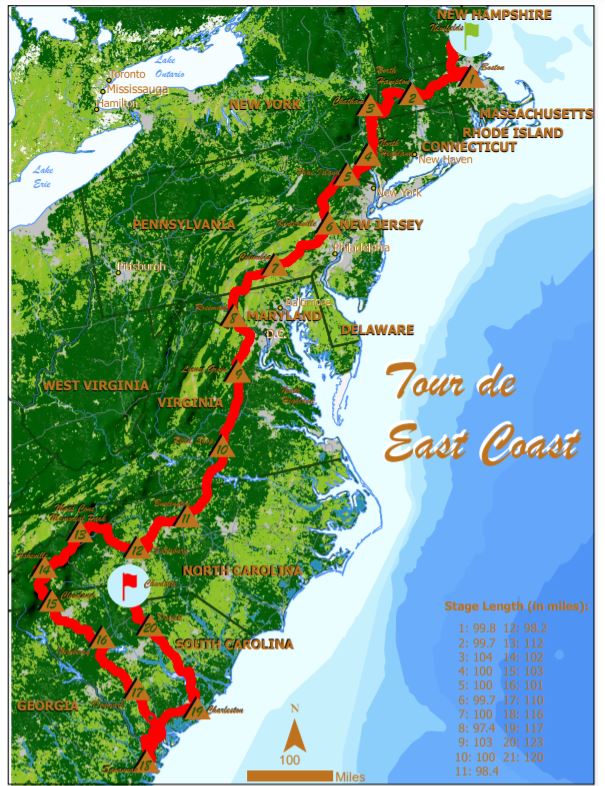 NEW HAMPSHIRE
Newfields
Toronto
Lake
Ontario
Mississauga
Hamilton
North
Hampton
Boston
1
2
NEW YORK
Chatham
3
MASSACHUSETTS
RHODE ISLAND
CONNECTICUT
North
4
New Haven
Lake
Erie
5
New York
PENNSYLVANIA
6
NEW JERSEY
Philadelphia
Pittsburgh
7
Baltimore
8
MARYLAND
D.C.
DELAWARE
WEST VIRGINIA
9
VIRGINIA
Tour de
East Coast
10
11
13
12
Asheville
14
NORTH CAROLINA
Charlotte
15
Cleveland
20
16
SOUTH CAROLINA
Stage Length (in miles):
1: 99.8 12: 98.2
2: 99.7 13: 112
3: 104 14: 102
4: 100 15: 103
5: 100 16: 101
6: 99.7 17: 110
7: 100 18: 116
8: 97.4 19: 117
9: 103 20: 123
10: 100 21: 120
11: 98.4
17
GEORGIA
19
Charleston
N
18
100
Miles